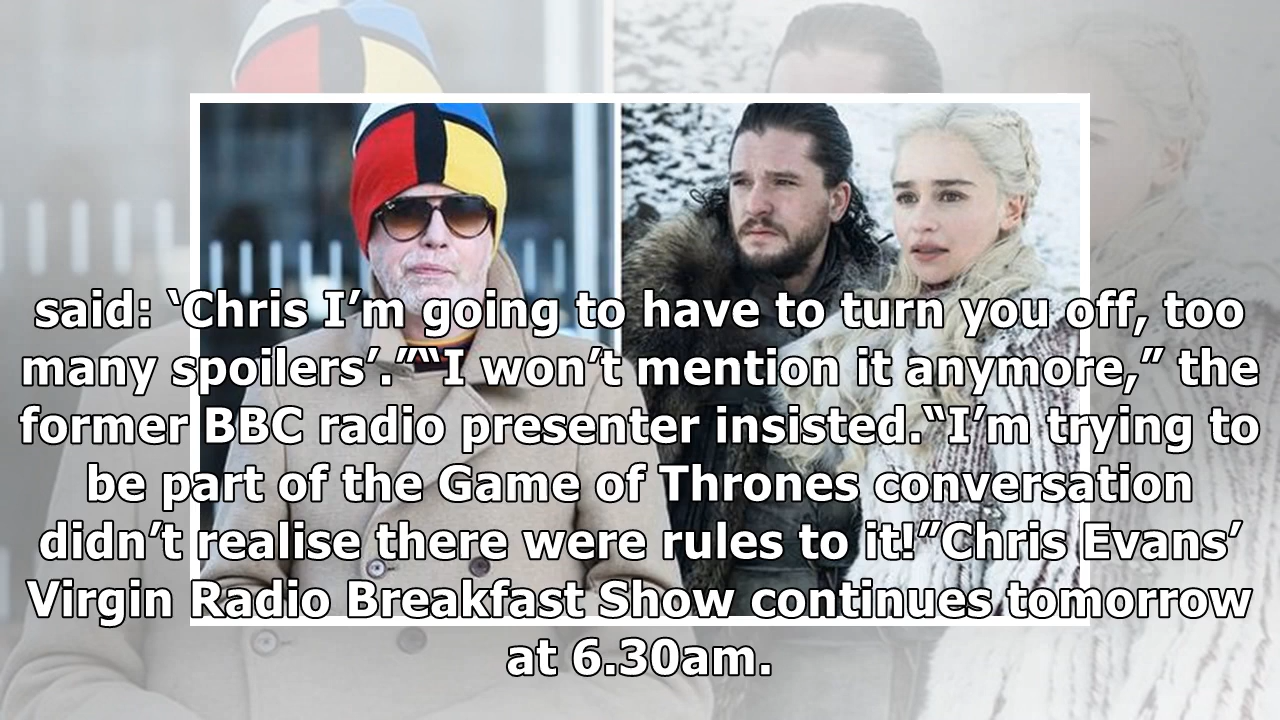 said: ‘Chris I’m going to have to turn you off, too
many spoilers’.”“I won’t mention it anymore,” the
former BBC radio presenter insisted.“I’m trying to
be part of the Game of Thrones conversation
didn’t realise there were rules to it!”Chris Evans’
Virgin Radio Breakfast Show continues tomorrow
at 6.30am.